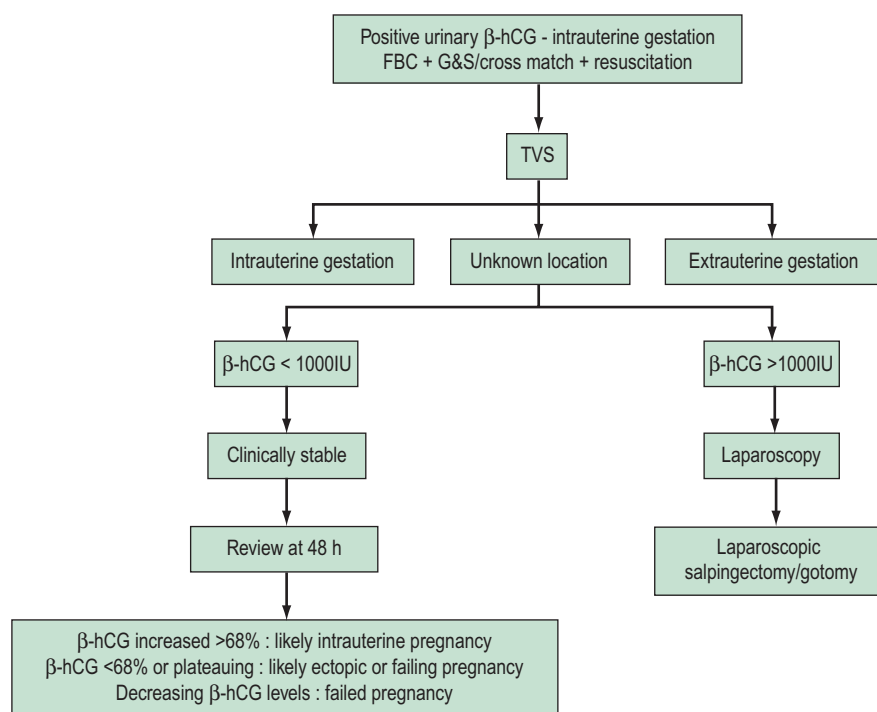 Positive urinary β-hCG - intrauterine gestation
FBC + G&S/cross match + resuscitation
TVS
Intrauterine gestation
Unknown location
Extrauterine gestation
β-hCG < 1000IU
β-hCG >1000IU
Clinically stable
Laparoscopy
Review at 48 h
Laparoscopic
salpingectomy/gotomy
β-hCG increased >68% : likely intrauterine pregnancy
β-hCG <68% or plateauing : likely ectopic or failing pregnancy
Decreasing β-hCG levels : failed pregnancy